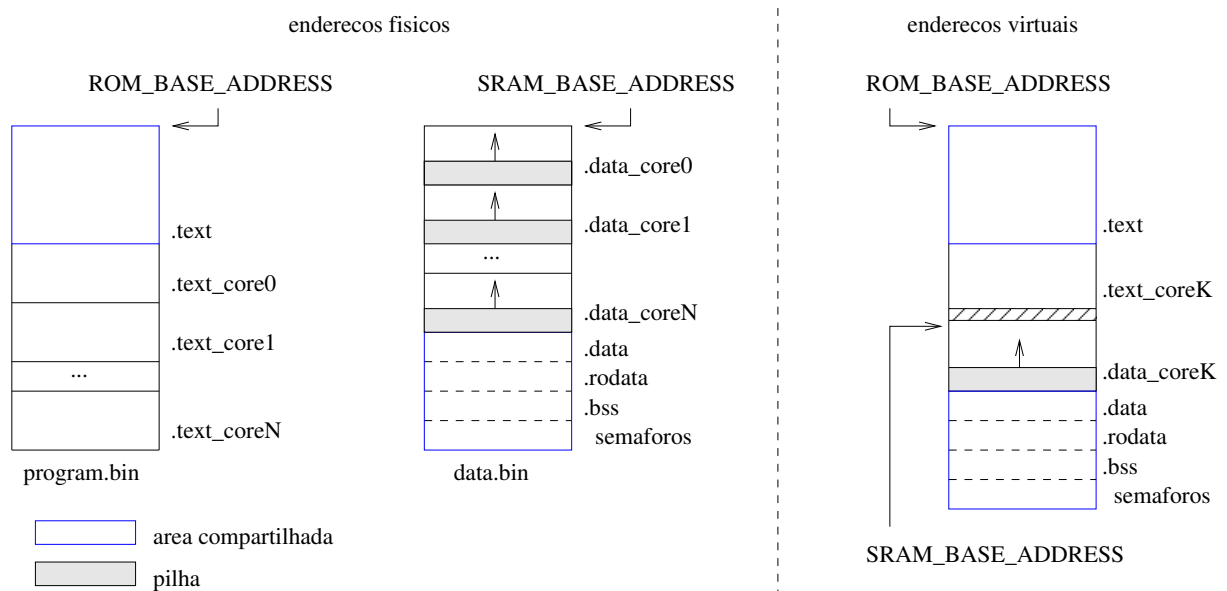 enderecos fisicos
enderecos virtuais
ROM_BASE_ADDRESS
SRAM_BASE_ADDRESS
ROM_BASE_ADDRESS
.text
.text_core0
.text_core1
...
.text_coreN
program.bin
.data_core0
.data_core1
...
.data_coreN
.data
.rodata
.bss
semaforos
data.bin
.text
.text_coreK
.data_coreK
.data
.rodata
.bss
semaforos
SRAM_BASE_ADDRESS
area compartilhada
pilha